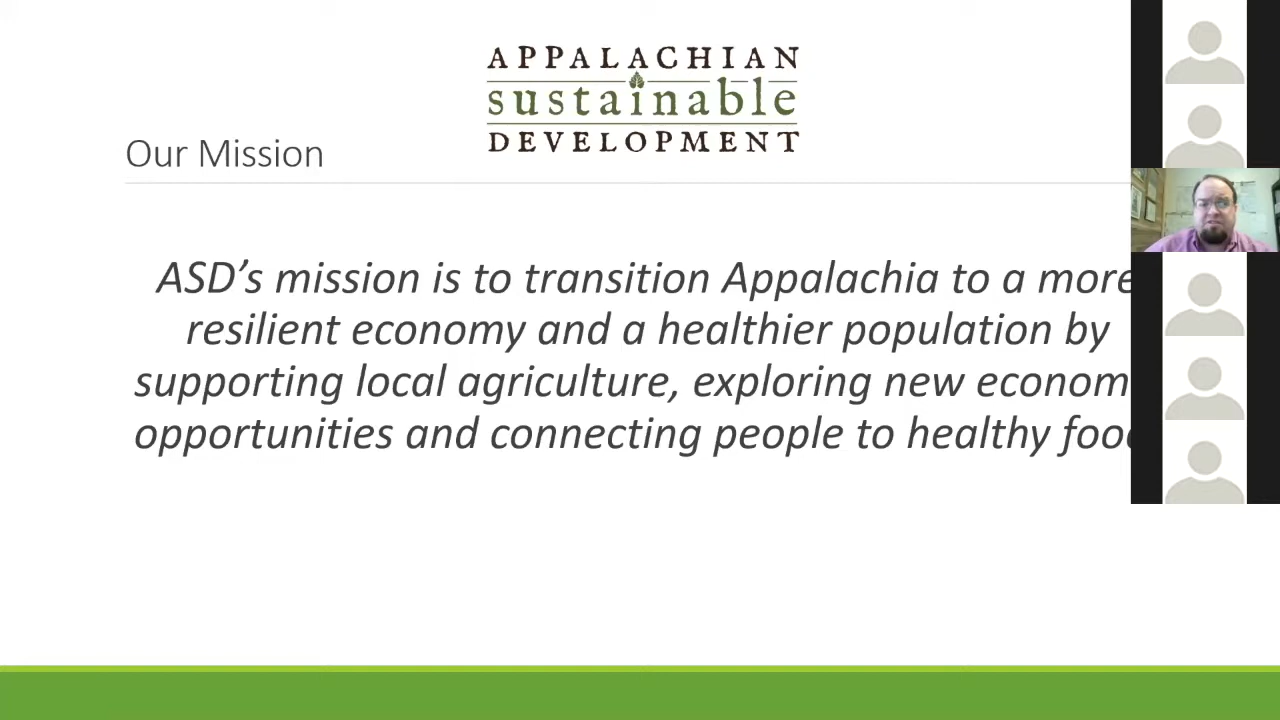 APPALACHIAN
sustainable
DEVELOPMENT
Our Mission
ASD's mission is to transition Appalachia to a more
resilient economy and a healthier population by
supporting local agriculture, exploring new econom
opportunities and connecting people to healthy foo